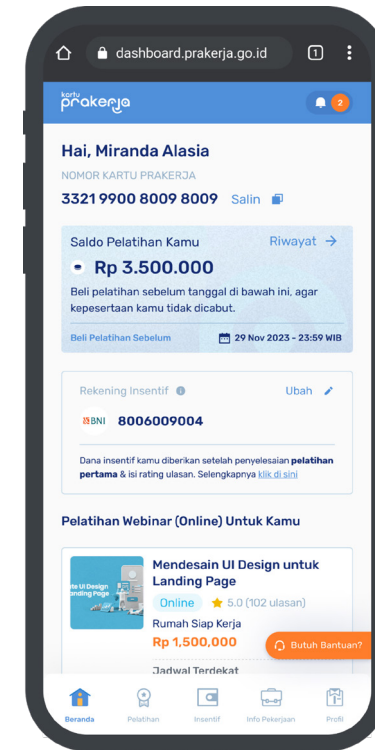 dashboard.prakerja.go.id
1
kartu
prakerja
2
Hai, Miranda Alasia
NOMOR KARTU PRAKERJA
3321 9900 8009 8009 Salin
Saldo Pelatihan Kamu Riwayat →
Rp 3.500.000
Beli pelatihan sebelum tanggal di bawah ini, agar
kepesertaan kamu tidak dicabut.
Beli Pelatihan Sebelum 29 Nov 2023 - 23:59 WIB
Rekening Insentif Ubah
BNI 8006009004
Dana insentif kamu diberikan setelah penyelesaian pelatihan
pertama & isi rating ulasan. Selengkapnya klik di sini
Pelatihan Webinar (Online) Untuk Kamu
te UI Design
anding Page
Mendesain UI Design untuk
Landing Page
Online 5.0 (102 ulasan)
Rumah Siap Kerja
Rp 1,500,000
Butuh Bantuan?
Jadwal Terdekat
Beranda Pelatihan Insentif Info Pekerjaan Profil